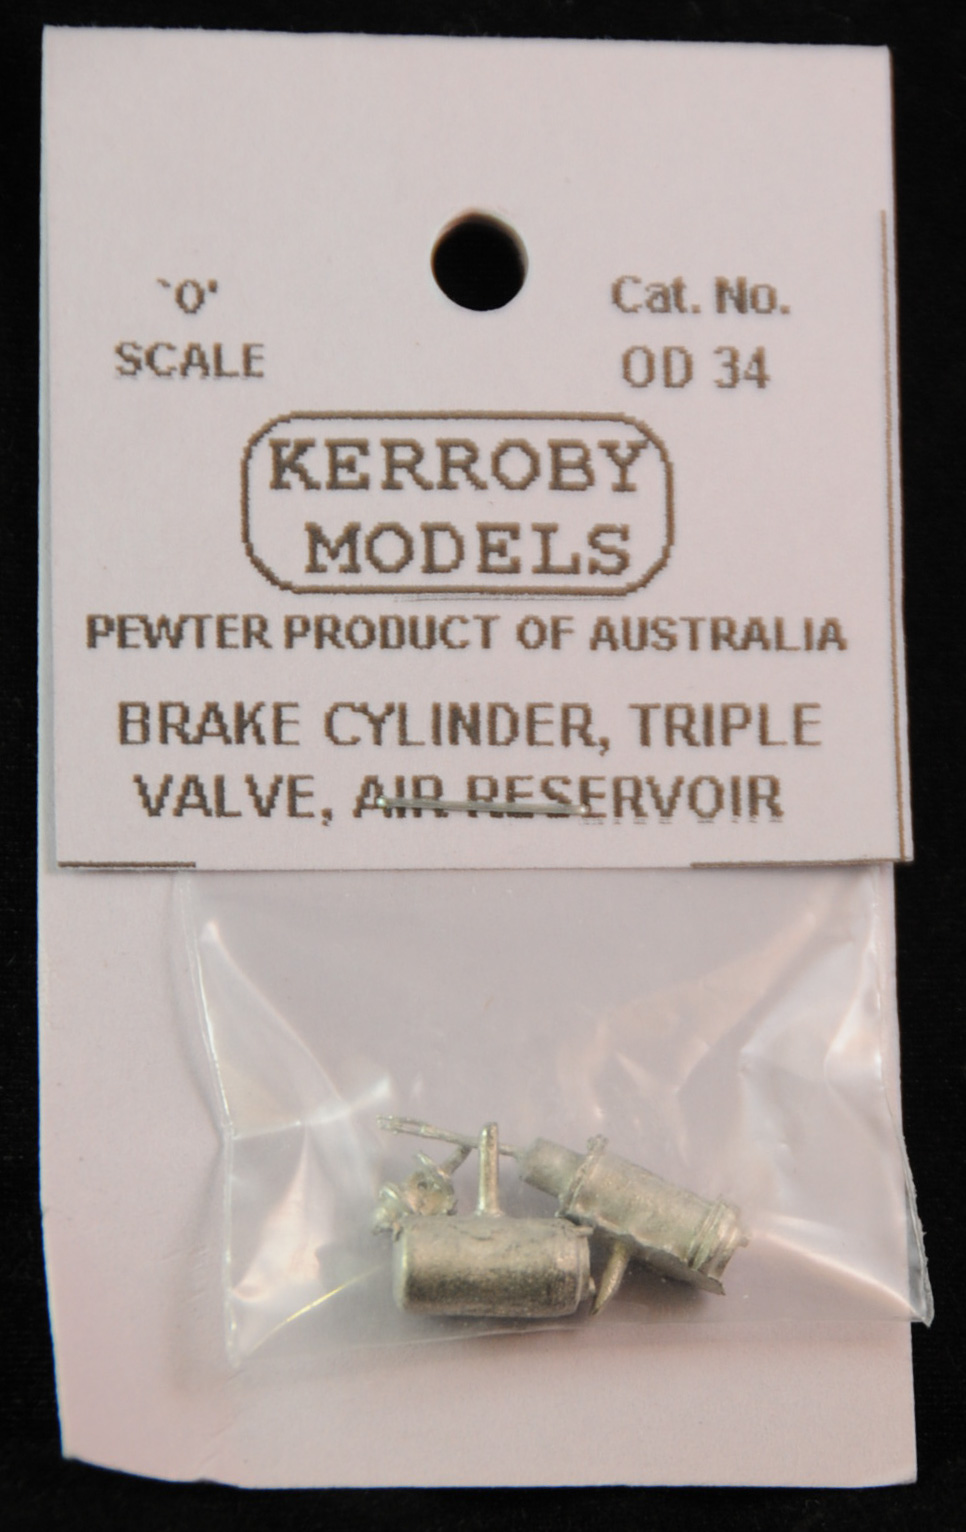 `O'
SCALE
Cat. No.
OD 34
KERROBY
MODELS
PEWTER PRODUCT OF AUSTRALIA
BRAKE CYLINDER, TRIPLE
VALVE, AIR RESERVOIR